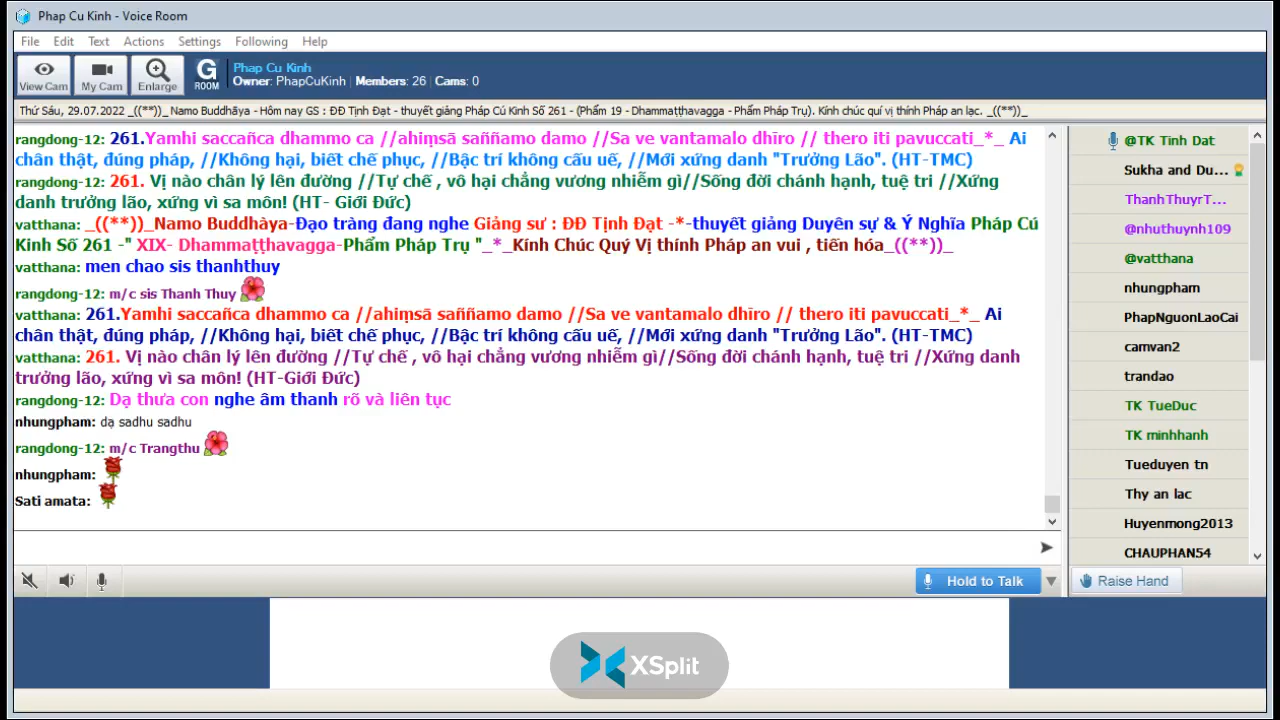 Phap Cu Kinh - Voice Room
File Edit Text Actions Settings Following Help
View Cam My Cam Enlarge G ROOM
Phap Cu Kinh
Owner: PhapCuKinh | Members: 26 | Cams: 0
Thứ Sáu, 29.07.2022 _((**))_ Namo Buddhāya - Hôm nay GS : ĐĐ Tịnh Đạt - thuyết giảng Pháp Cú Kinh Số 261 - (Phẩm 19 - Dhammaṭṭhavagga - Phẩm Pháp Trụ). Kính chúc quí vị thính Pháp an lạc. _((**))_
rangdong-12: 261.Yamhi saccañca dhammo ca //ahiṃsā saññamo damo //Sa ve vantamalo dhīro // thero iti pavuccati_*_ Ai
chân thật, đúng pháp, //Không hại, biết chế phục, //Bậc trí không cấu uế, //Mới xứng danh "Trưởng Lão". (HT-TMC)
rangdong-12: 261. Vị nào chân lý lên đường //Tự chế , vô hại chẳng vương nhiễm gì//Sống đời chánh hạnh, tuệ tri //Xứng
danh trưởng lão, xứng vì sa môn! (HT- Giới Đức)
vatthana: _((**))_Namo Buddhàya-Đạo tràng đang nghe Giảng sư : ĐĐ Tịnh Đạt -*-thuyết giảng Duyên sự & Ý Nghĩa Pháp Cú
Kinh Số 261 -" XIX- Dhammaṭṭhavagga-Phẩm Pháp Trụ "_*_Kính Chúc Quý Vị thính Pháp an vui , tiến hóa_((**))_
vatthana: men chao sis thanhthuy
rangdong-12: m/c sis Thanh Thuy
vatthana: 261.Yamhi saccañca dhammo ca //ahiṃsā saññamo damo //Sa ve vantamalo dhīro // thero iti pavuccati_*_ Ai
chân thật, đúng pháp, //Không hại, biết chế phục, //Bậc trí không cấu uế, //Mới xứng danh "Trưởng Lão". (HT-TMC)
vatthana: 261. Vị nào chân lý lên đường //Tự chế , vô hại chẳng vương nhiễm gì//Sống đời chánh hạnh, tuệ tri //Xứng danh
trưởng lão, xứng vì sa môn! (HT-Giới Đức)
rangdong-12: Dạ thưa con nghe âm thanh rõ và liên tục
nhungpham: dạ sadhu sadhu
rangdong-12: m/c Trangthu
nhungpham:
Sati amata:
@TK Tinh Dat
Sukha and Du...
ThanhThuyrT...
@nhuthuynh109
@vatthana
nhungpham
PhapNguonLaoCai
camvan2
trandao
TK TueDuc
TK minhhanh
Tueduyen tn
Thy an lac
Huyenmong2013
CHAUPHAN54
Hold to Talk
Raise Hand
XSplit